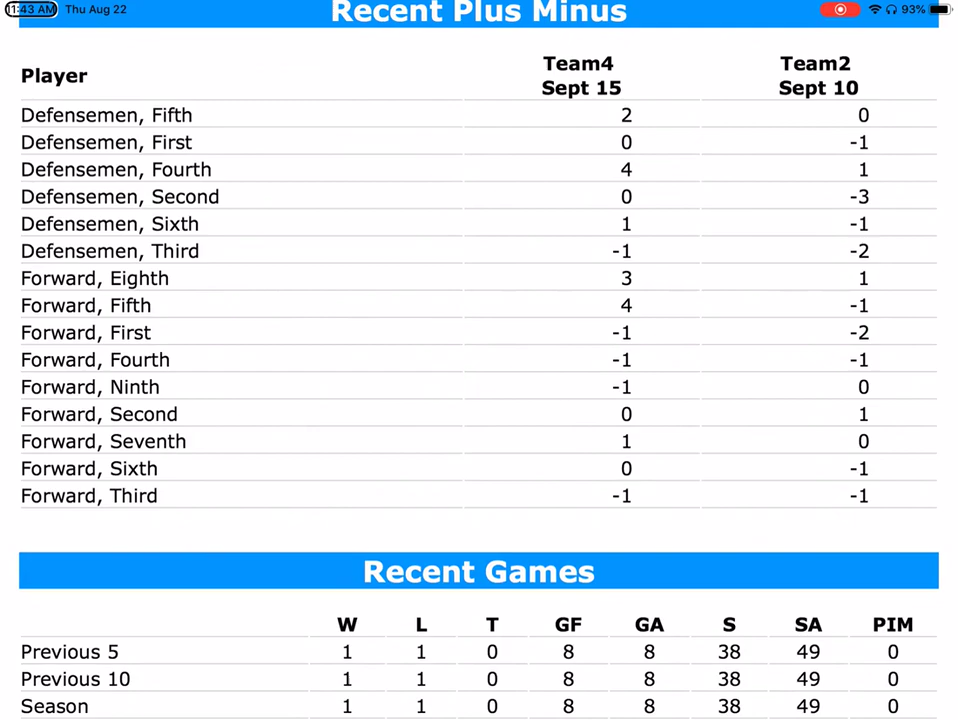 11:43 AM Thu Aug 22 93%
Recent Plus Minus
Player Team4 Sept 15 Team2 Sept 10
Defensemen, Fifth 2 0
Defensemen, First 0 -1
Defensemen, Fourth 4 1
Defensemen, Second 0 -3
Defensemen, Sixth 1 -1
Defensemen, Third -1 -2
Forward, Eighth 3 1
Forward, Fifth 4 -1
Forward, First -1 -2
Forward, Fourth -1 -1
Forward, Ninth -1 0
Forward, Second 0 1
Forward, Seventh 1 0
Forward, Sixth 0 -1
Forward, Third -1 -1
Recent Games
W L T GF GA S SA PIM
Previous 5 1 1 0 8 8 38 49 0
Previous 10 1 1 0 8 8 38 49 0
Season 1 1 0 8 8 38 49 0